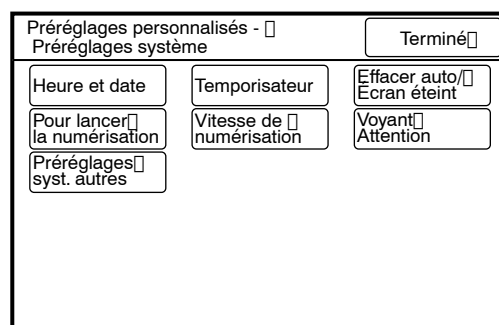 Préréglages personnalisés -
Préréglages système
Terminé
Heure et date
Temporisateur
Effacer auto/
Écran éteint
Pour lancer
la numérisation
Vitesse de
numérisation
Voyant
Attention
Préréglages
syst. autres